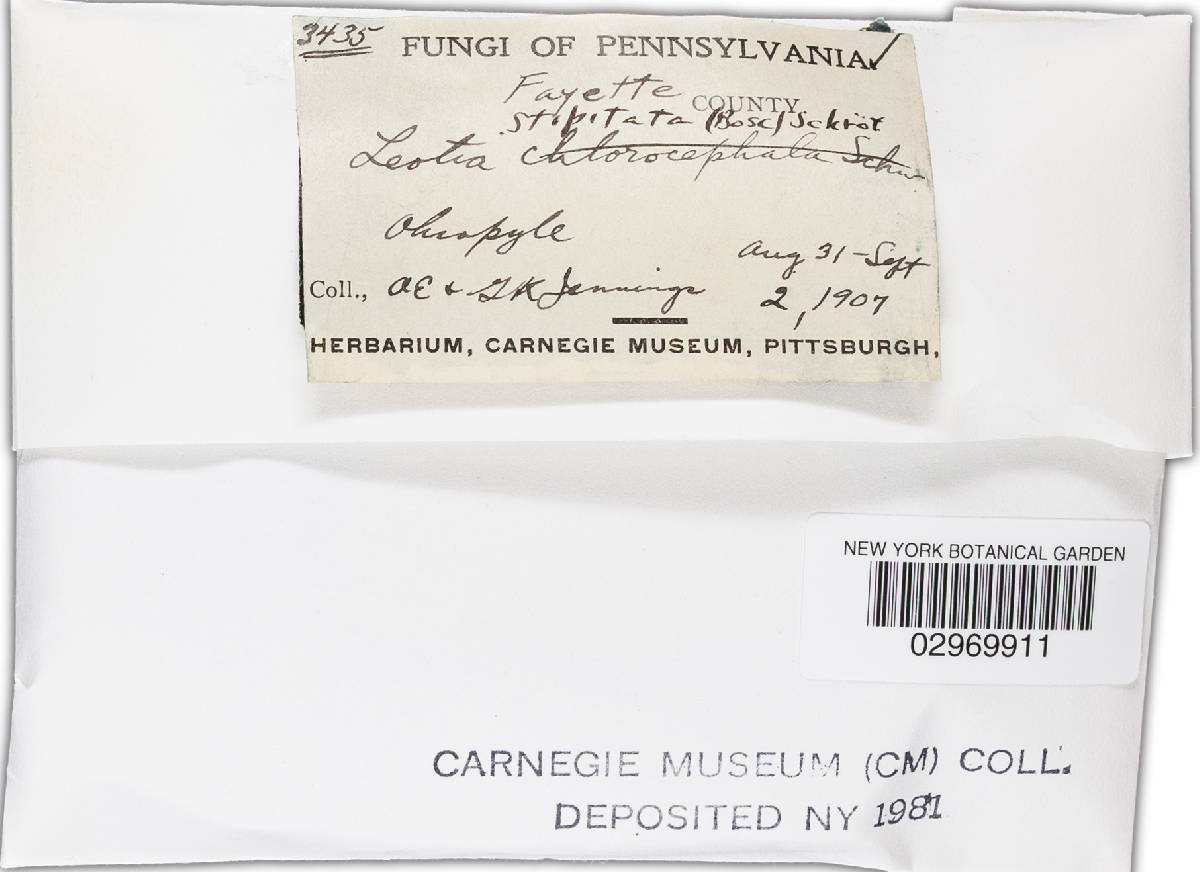 3435 FUNGI OF PENNSYLVANIA ✓
Fayette COUNTY.
stipitata (Bosc) Schröt
Leotia chlorocephala Schw.
Ohiopyle
Aug 31 - Sept
Coll., OE & GK Jennings 2, 1907
HERBARIUM, CARNEGIE MUSEUM, PITTSBURGH,
NEW YORK BOTANICAL GARDEN
02969911
CARNEGIE MUSEUM (CM) COLL.
DEPOSITED NY 1981